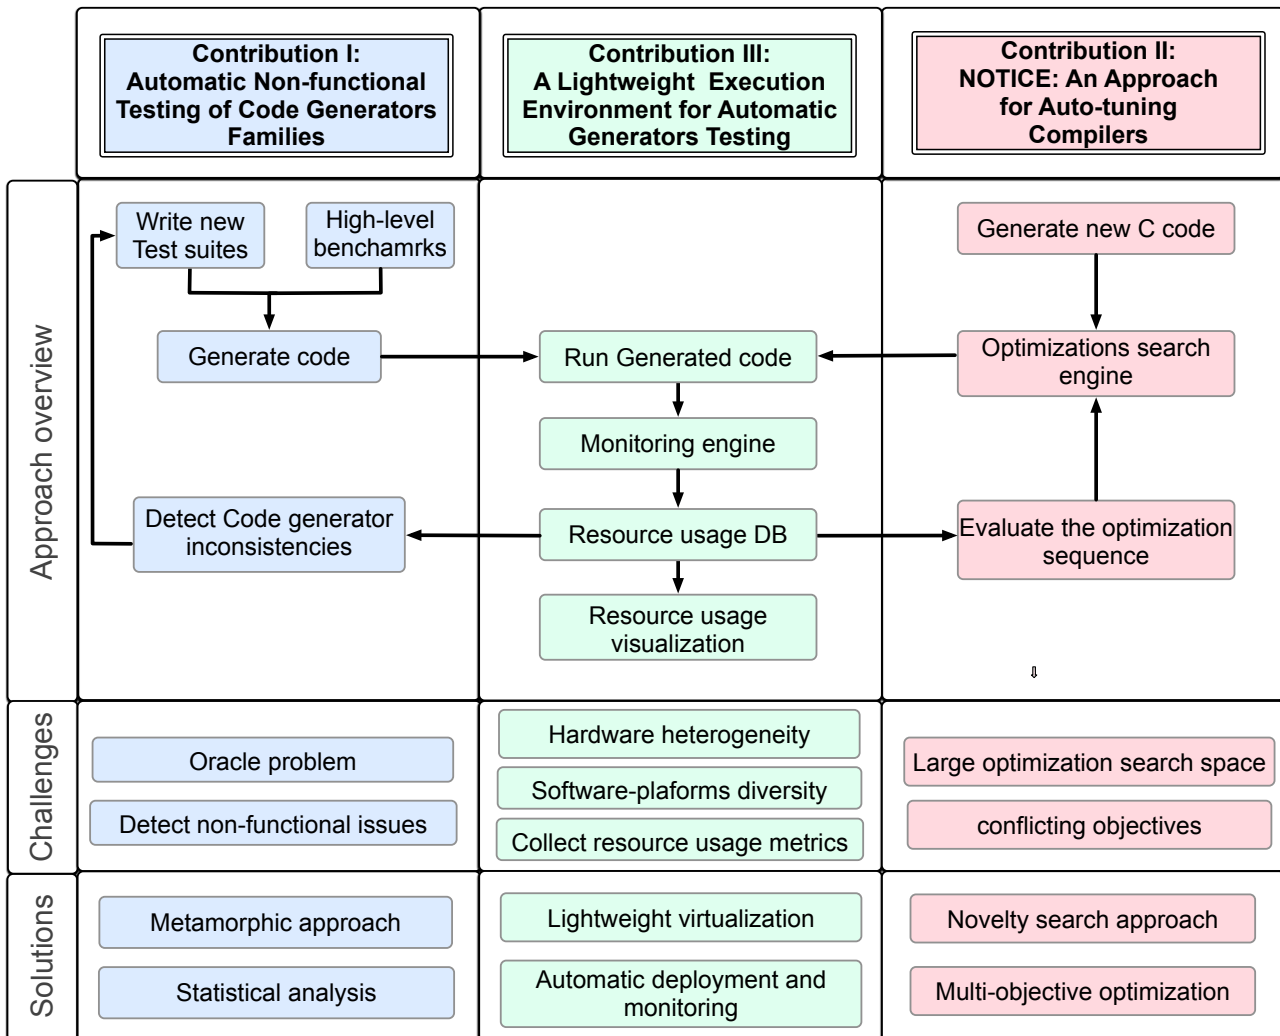 Contribution I:
Automatic Non-functional
Testing of Code Generators
Families
Contribution III:
A Lightweight Execution
Environment for Automatic
Generators Testing
Contribution II:
NOTICE: An Approach
for Auto-tuning
Compilers
Approach overview
Write new
Test suites
High-level
benchamrks
Generate code
Detect Code generator
inconsistencies
Run Generated code
Monitoring engine
Resource usage DB
Resource usage
visualization
Generate new C code
Optimizations search
engine
Evaluate the optimization
sequence
⇩
Challenges
Oracle problem
Detect non-functional issues
Hardware heterogeneity
Software-plaforms diversity
Collect resource usage metrics
Large optimization search space
conflicting objectives
Solutions
Metamorphic approach
Statistical analysis
Lightweight virtualization
Automatic deployment and
monitoring
Novelty search approach
Multi-objective optimization